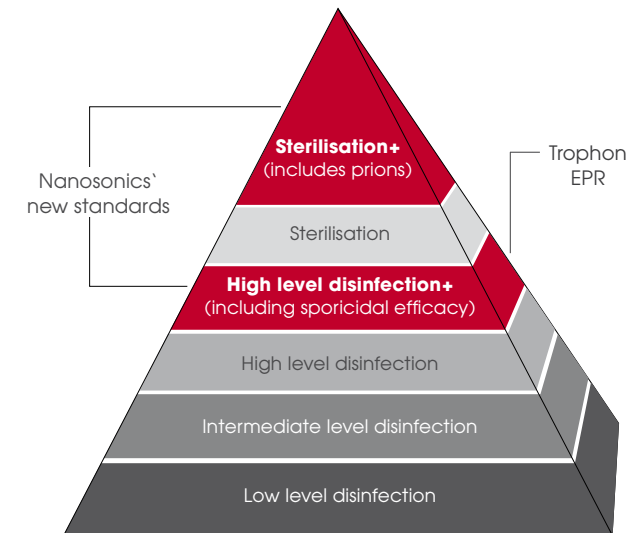 Sterilisation+
(includes prions)
Trophon
EPR
Nanosonics‘
new standards
Sterilisation
High level disinfection+
(including sporicidal efficacy)
High level disinfection
Intermediate level disinfection
Low level disinfection